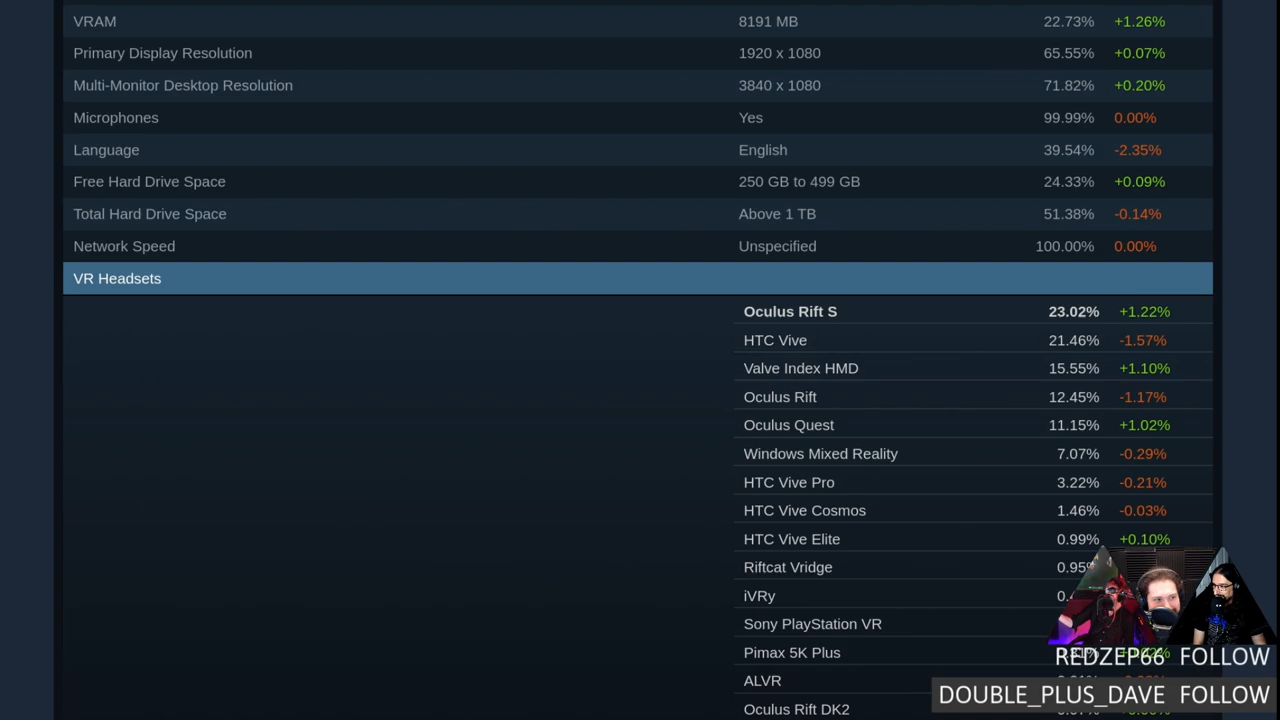 VRAM 8191 MB 22.73% +1.26%
Primary Display Resolution 1920 x 1080 65.55% +0.07%
Multi-Monitor Desktop Resolution 3840 x 1080 71.82% +0.20%
Microphones Yes 99.99% 0.00%
Language English 39.54% -2.35%
Free Hard Drive Space 250 GB to 499 GB 24.33% +0.09%
Total Hard Drive Space Above 1 TB 51.38% -0.14%
Network Speed Unspecified 100.00% 0.00%
VR Headsets
Oculus Rift S 23.02% +1.22%
HTC Vive 21.46% -1.57%
Valve Index HMD 15.55% +1.10%
Oculus Rift 12.45% -1.17%
Oculus Quest 11.15% +1.02%
Windows Mixed Reality 7.07% -0.29%
HTC Vive Pro 3.22% -0.21%
HTC Vive Cosmos 1.46% -0.03%
HTC Vive Elite 0.99% +0.10%
Riftcat Vridge 0.95%
iVRy
Sony PlayStation VR
Pimax 5K Plus
REDZEP66 FOLLOW
ALVR
DOUBLE_PLUS_DAVE FOLLOW
Oculus Rift DK2